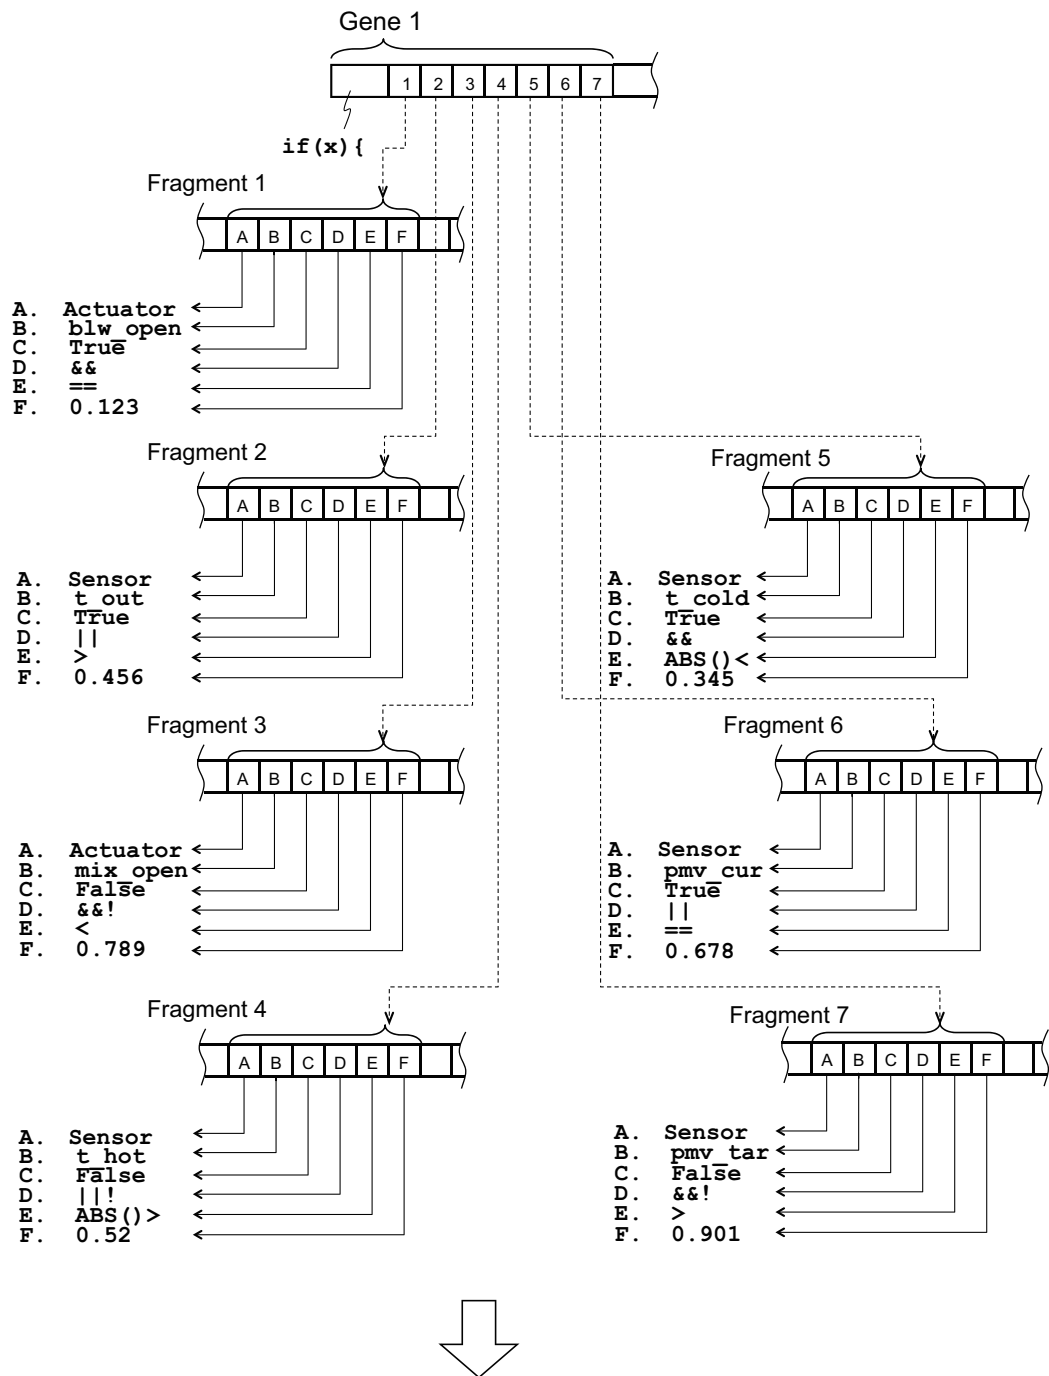 Gene 1
1 2 3 4 5 6 7
if(x){
Fragment 1
A B C D E F
A. Actuator
B. blw_open
C. True
D. &&
E. ==
F. 0.123
Fragment 2
A B C D E F
A. Sensor
B. t_out
C. True
D. ||
E. >
F. 0.456
Fragment 3
A B C D E F
A. Actuator
B. mix_open
C. False
D. &&!
E. <
F. 0.789
Fragment 4
A B C D E F
A. Sensor
B. t_hot
C. False
D. ||!
E. ABS()>
F. 0.52
Fragment 5
A B C D E F
A. Sensor
B. t_cold
C. True
D. &&
E. ABS()<
F. 0.345
Fragment 6
A B C D E F
A. Sensor
B. pmv_cur
C. True
D. ||
E. ==
F. 0.678
Fragment 7
A B C D E F
A. Sensor
B. pmv_tar
C. False
D. &&!
E. >
F. 0.901